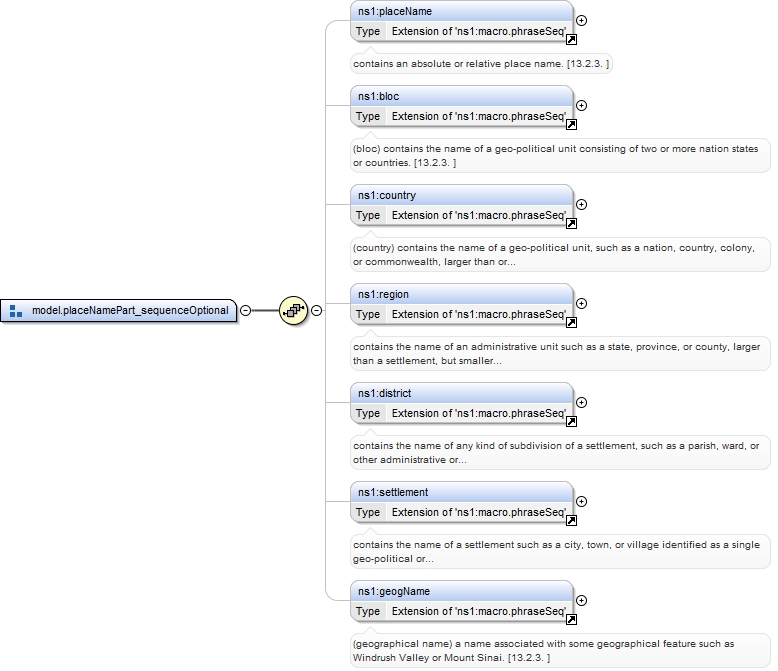 ns1:placeName
Type Extension of 'ns1:macro.phraseSeq'
contains an absolute or relative place name. [13.2.3. ]
ns1:bloc
Type Extension of 'ns1:macro.phraseSeq'
(bloc) contains the name of a geo-political unit consisting of two or more nation states
or countries. [13.2.3. ]
ns1:country
Type Extension of 'ns1:macro.phraseSeq'
(country) contains the name of a geo-political unit, such as a nation, country, colony,
or commonwealth, larger than or...
model.placeNamePart_sequenceOptional
ns1:region
Type Extension of 'ns1:macro.phraseSeq'
contains the name of an administrative unit such as a state, province, or county, larger
than a settlement, but smaller...
ns1:district
Type Extension of 'ns1:macro.phraseSeq'
contains the name of any kind of subdivision of a settlement, such as a parish, ward, or
other administrative or...
ns1:settlement
Type Extension of 'ns1:macro.phraseSeq'
contains the name of a settlement such as a city, town, or village identified as a single
geo-political or...
ns1:geogName
Type Extension of 'ns1:macro.phraseSeq'
(geographical name) a name associated with some geographical feature such as
Windrush Valley or Mount Sinai. [13.2.3. ]